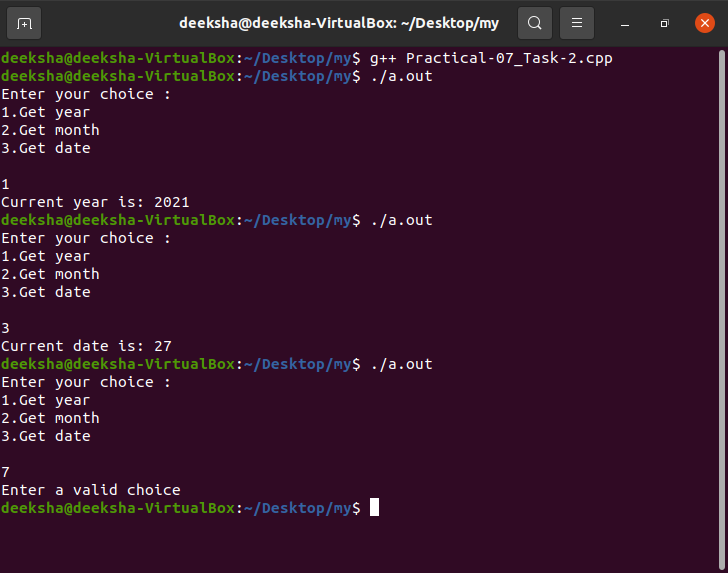 deeksha@deeksha-VirtualBox: ~/Desktop/my
deeksha@deeksha-VirtualBox:~/Desktop/my$ g++ Practical-07_Task-2.cpp
deeksha@deeksha-VirtualBox:~/Desktop/my$ ./a.out
Enter your choice :
1.Get year
2.Get month
3.Get date

1
Current year is: 2021
deeksha@deeksha-VirtualBox:~/Desktop/my$ ./a.out
Enter your choice :
1.Get year
2.Get month
3.Get date

3
Current date is: 27
deeksha@deeksha-VirtualBox:~/Desktop/my$ ./a.out
Enter your choice :
1.Get year
2.Get month
3.Get date

7
Enter a valid choice
deeksha@deeksha-VirtualBox:~/Desktop/my$